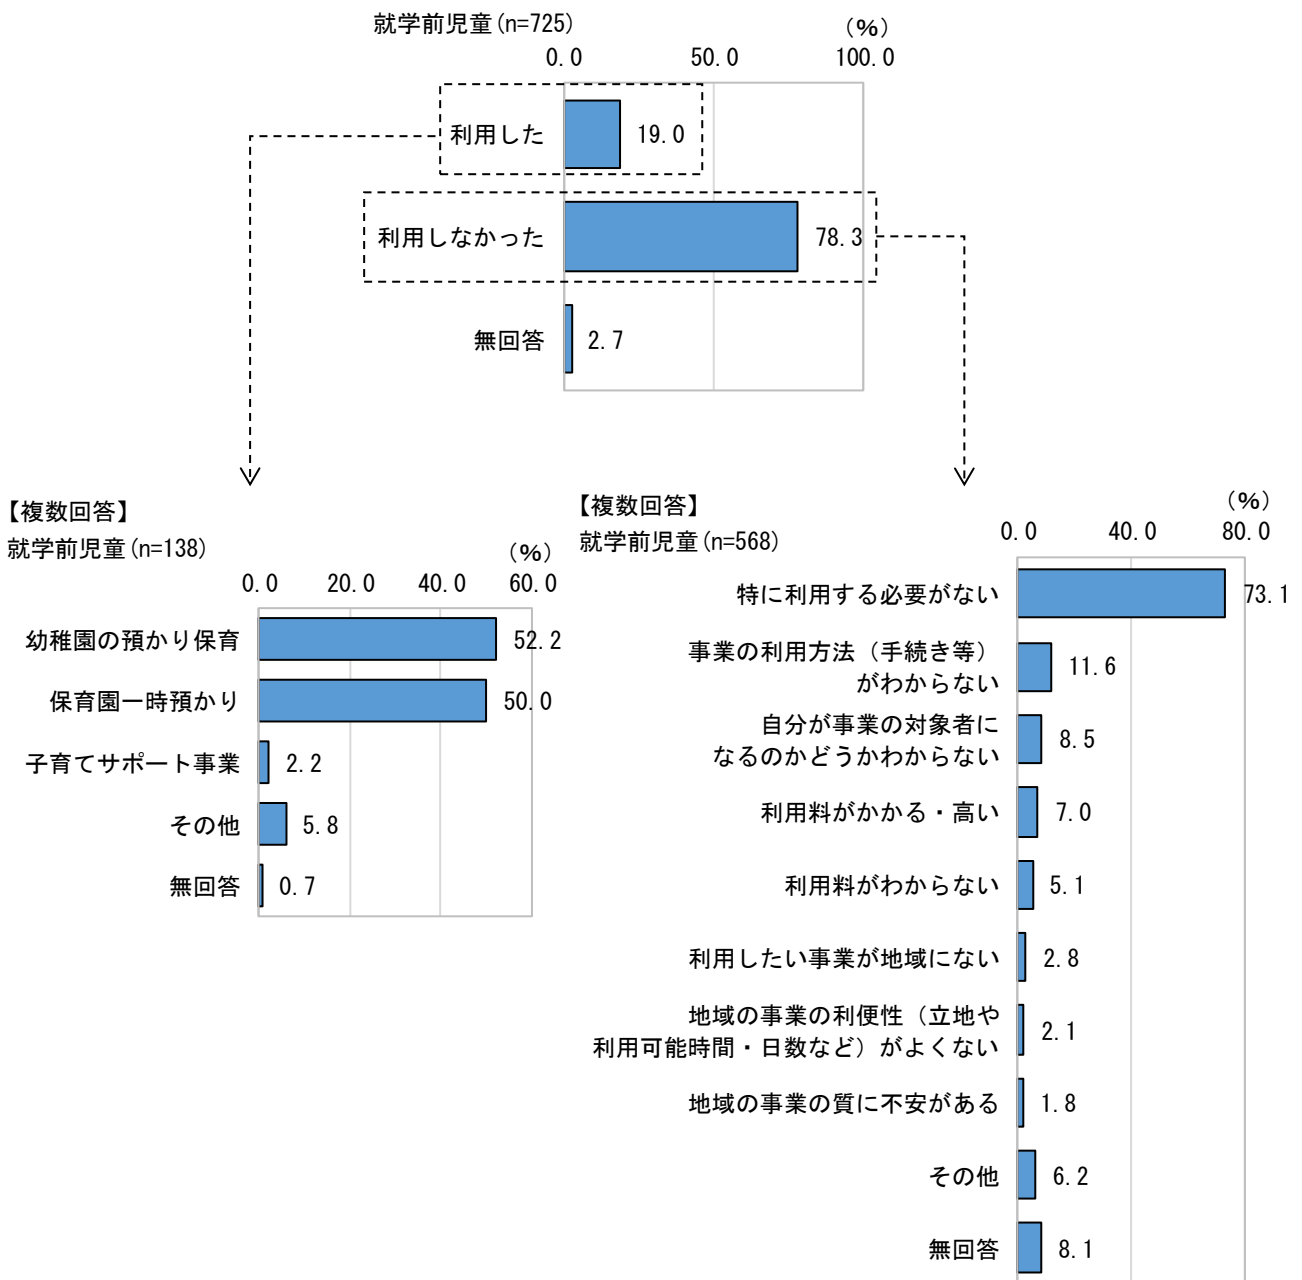 就学前児童(n=725)
(%)
0.0 50.0 100.0
利用した 19.0
利用しなかった 78.3
無回答 2.7
【複数回答】
就学前児童(n=138)
(%)
0.0 20.0 40.0 60.0
幼稚園の預かり保育 52.2
保育園一時預かり 50.0
子育てサポート事業 2.2
その他 5.8
無回答 0.7
【複数回答】
就学前児童(n=568)
(%)
0.0 40.0 80.0
特に利用する必要がない 73.1
事業の利用方法（手続き等）
がわからない 11.6
自分が事業の対象者に
なるのかどうかわからない 8.5
利用料がかかる・高い 7.0
利用料がわからない 5.1
利用したい事業が地域にない 2.8
地域の事業の利便性（立地や
利用可能時間・日数など）がよくない 2.1
地域の事業の質に不安がある 1.8
その他 6.2
無回答 8.1